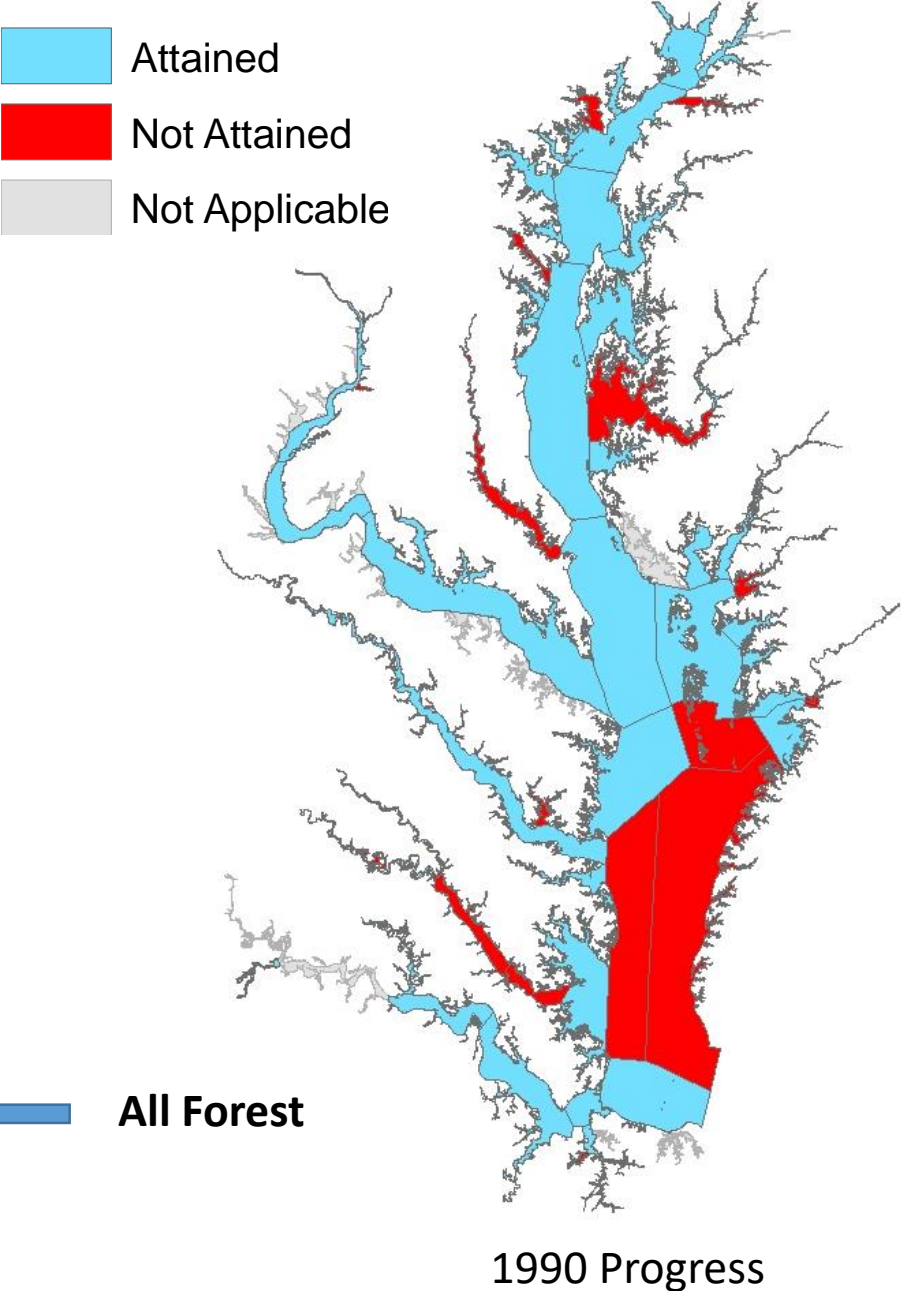 Attained
Not Attained
Not Applicable
All Forest
1990 Progress